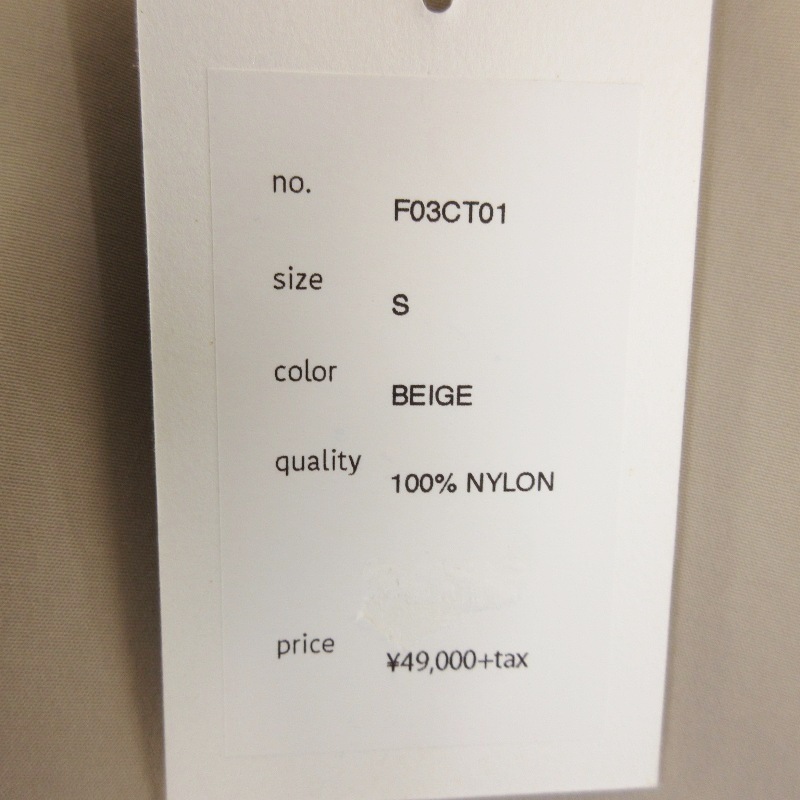 no.
F03CT01
size
S
color
BEIGE
quality
100% NYLON
price
¥49,000+tax